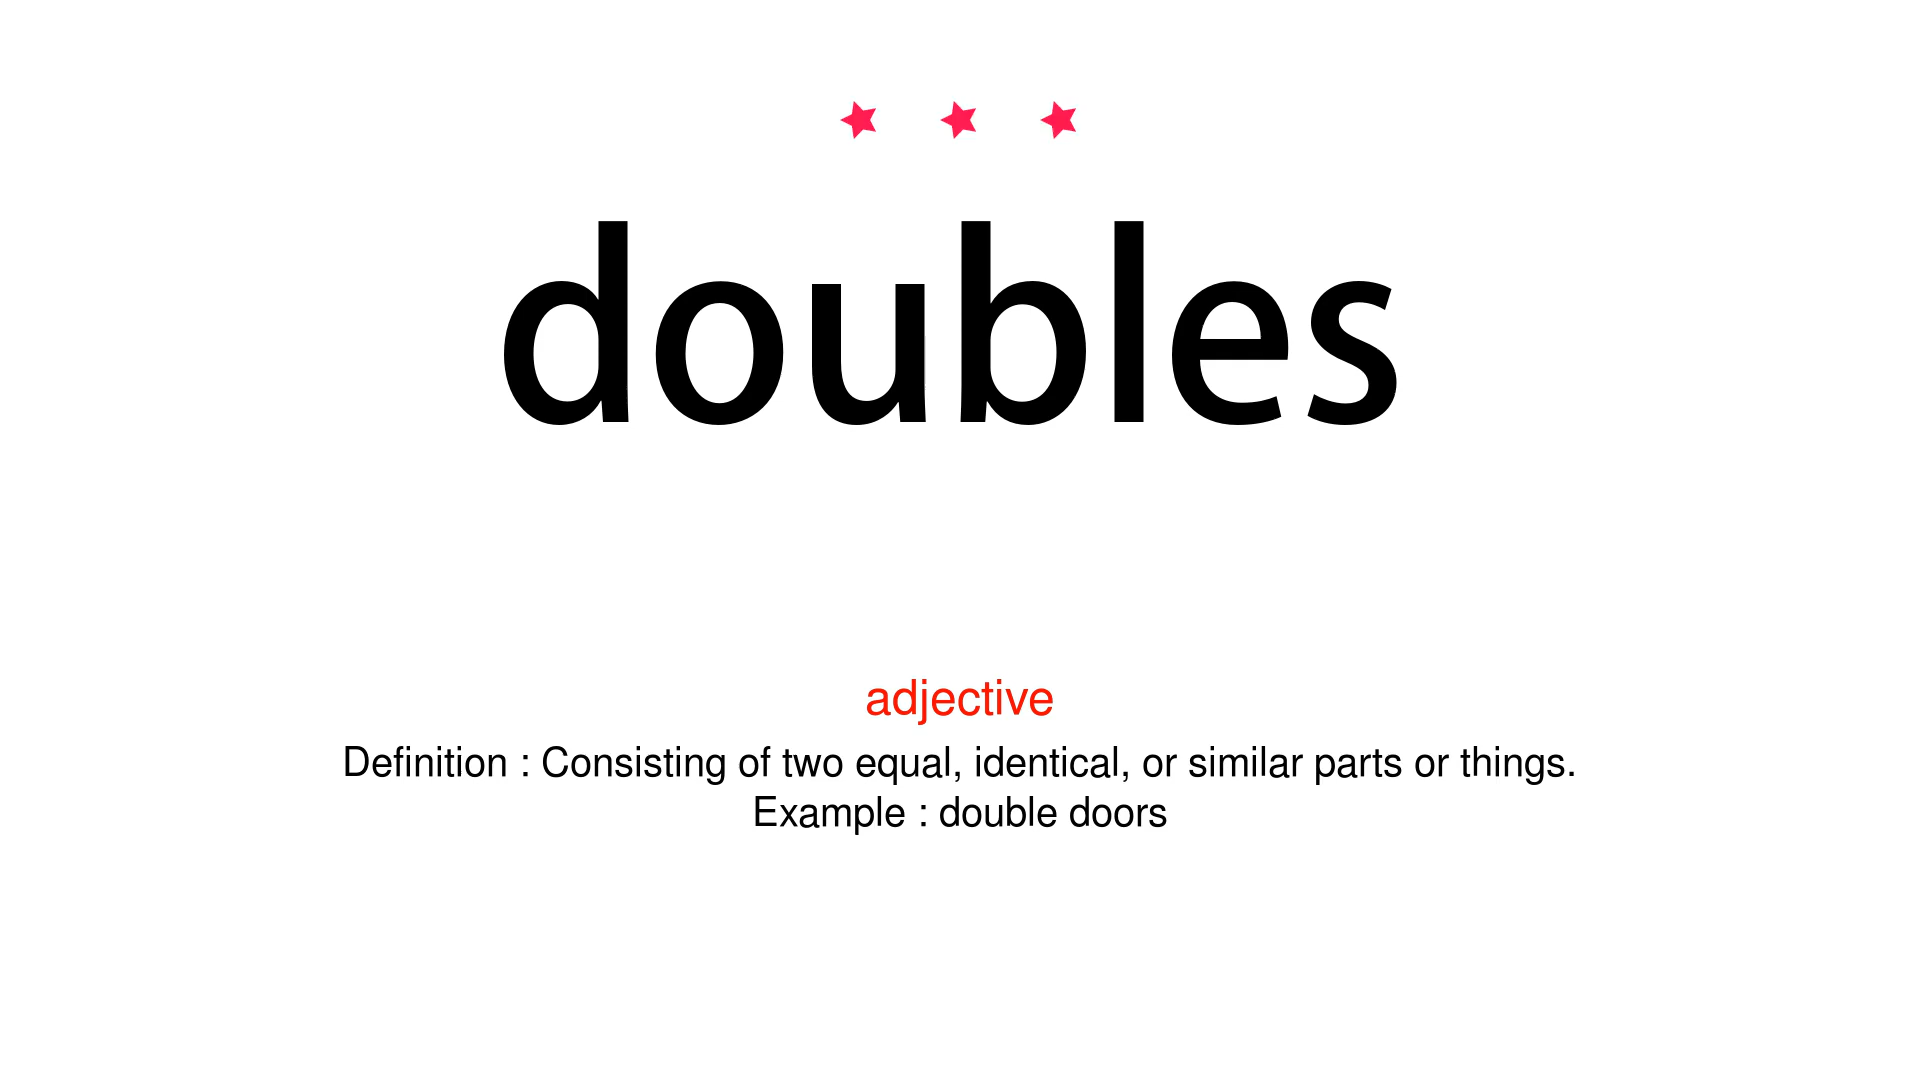 doubles
adjective
Definition : Consisting of two equal, identical, or similar parts or things.
Example : double doors